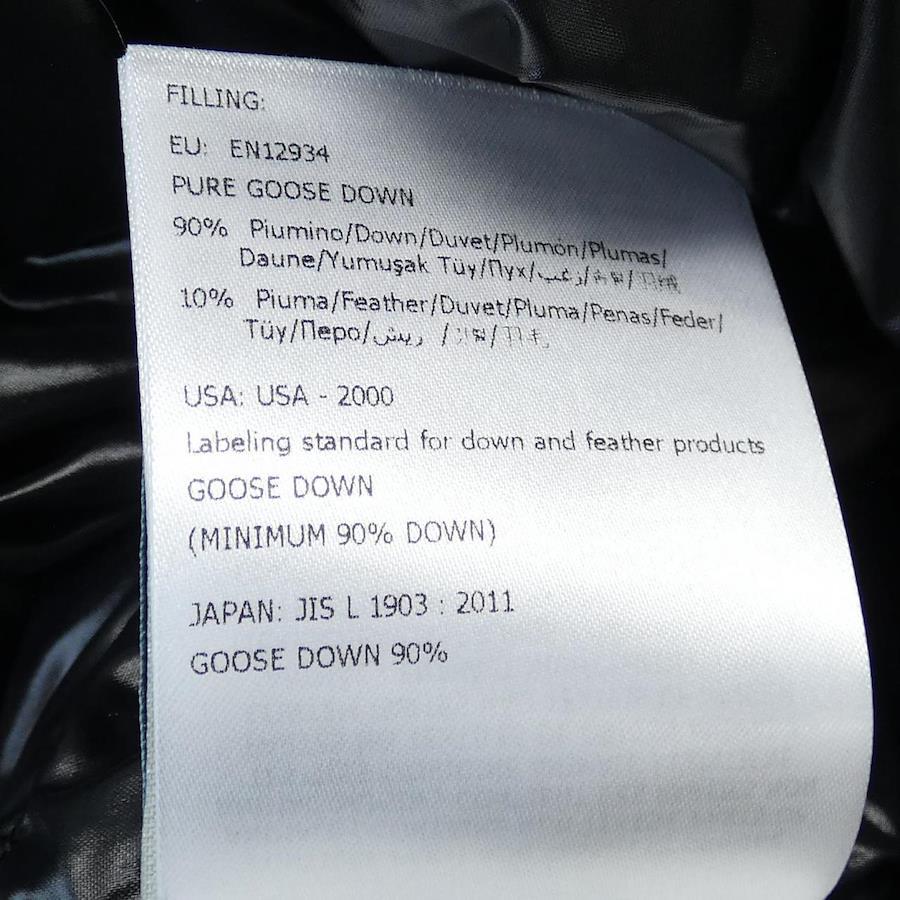 FILLING:
EU: EN12934
PURE GOOSE DOWN
90% Piumino/Down/Duvet/Plumón/Plumas/
Daune/Yumuşak Tüy/Пух/زغب/
10% Piuma/Feather/Duvet/Pluma/Penas/Feder/
Tüy/Перо/ريش /
USA: USA - 2000
Labeling standard for down and feather products
GOOSE DOWN
(MINIMUM 90% DOWN)
JAPAN: JIS L 1903 : 2011
GOOSE DOWN 90%